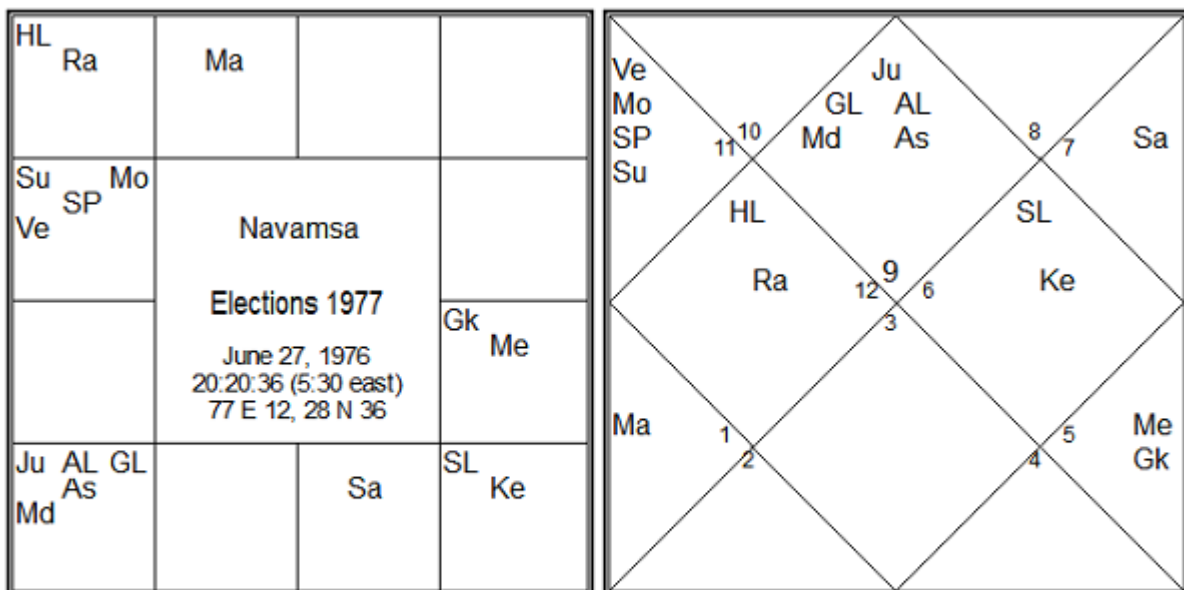 HL
Ra
Ma
Su Mo
SP
Ve
Navamsa
Elections 1977
June 27, 1976
20:20:36 (5:30 east)
77 E 12, 28 N 36
Gk
Me
Ju AL GL
As
Md
Sa
SL
Ke
Ve
Mo
SP
Su
Ju
GL AL
Md As
10
11
8
7
Sa
HL
Ra
SL
Ke
9
12 6
3
Ma
1
2
5
4
Me
Gk